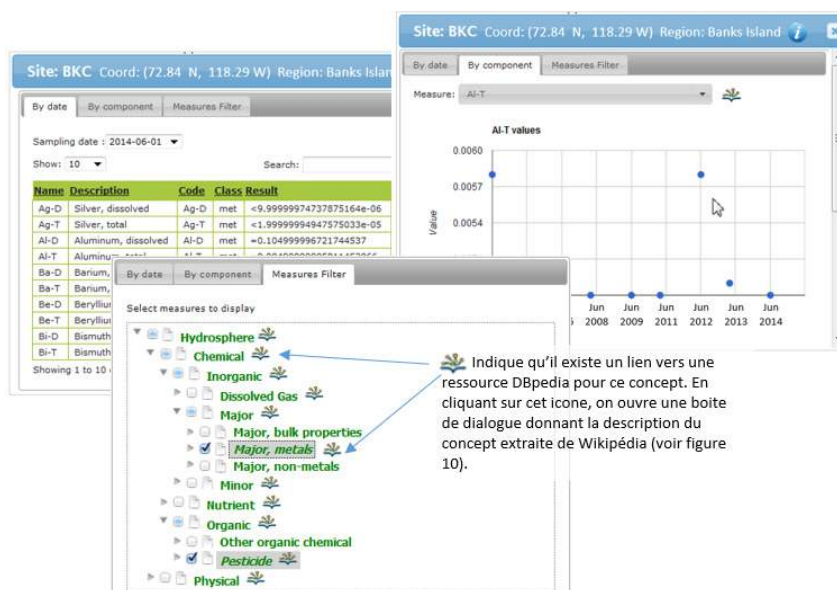 Site: BKC Coord: (72.84 N, 118.29 W) Region: Banks Island
By date By component Measures Filter
Measure: Al-T
Al-T values
0.0060
0.0057
0.0054
Value
Jun Jun Jun Jun Jun Jun
2008 2009 2011 2012 2013 2014
Site: BKC Coord: (72.84 N, 118.29 W) Region: Banks Islan
By date By component Measures Filter
Sampling date : 2014-06-01
Show: 10 Search:
Name Description Code Class Result
Ag-D Silver, dissolved Ag-D met <9.99999974737875164e-06
Ag-T Silver, total Ag-T met <1.99999994947575033e-05
Al-D Aluminum, dissolved Al-D met =0.104999996721744537
Al-T Aluminum, total Al-T met
Ba-D Barium,
Ba-T Barium,
Be-D Beryllium
Be-T Beryllium
Bi-D Bismuth
Bi-T Bismuth
Showing 1 to 10
By date By component Measures Filter
Select measures to display
Hydrosphere
Chemical
Inorganic
Dissolved Gas
Major
Major, bulk properties
Major, metals
Major, non-metals
Minor
Nutrient
Organic
Other organic chemical
Pesticide
Physical
Indique qu’il existe un lien vers une
ressource DBpedia pour ce concept. En
cliquant sur cet icone, on ouvre une boite
de dialogue donnant la description du
concept extraite de Wikipédia (voir figure
10).